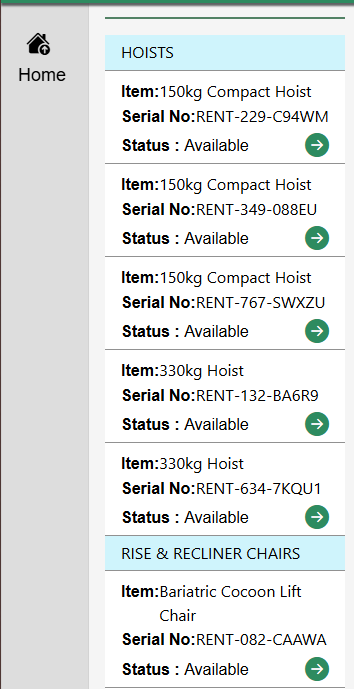 Home
HOISTS
Item:150kg Compact Hoist
Serial No:RENT-229-C94WM
Status : Available
Item:150kg Compact Hoist
Serial No:RENT-349-088EU
Status : Available
Item:150kg Compact Hoist
Serial No:RENT-767-SWXZU
Status : Available
Item:330kg Hoist
Serial No:RENT-132-BA6R9
Status : Available
Item:330kg Hoist
Serial No:RENT-634-7KQU1
Status : Available
RISE & RECLINER CHAIRS
Item:Bariatric Cocoon Lift
Chair
Serial No:RENT-082-CAAWA
Status : Available